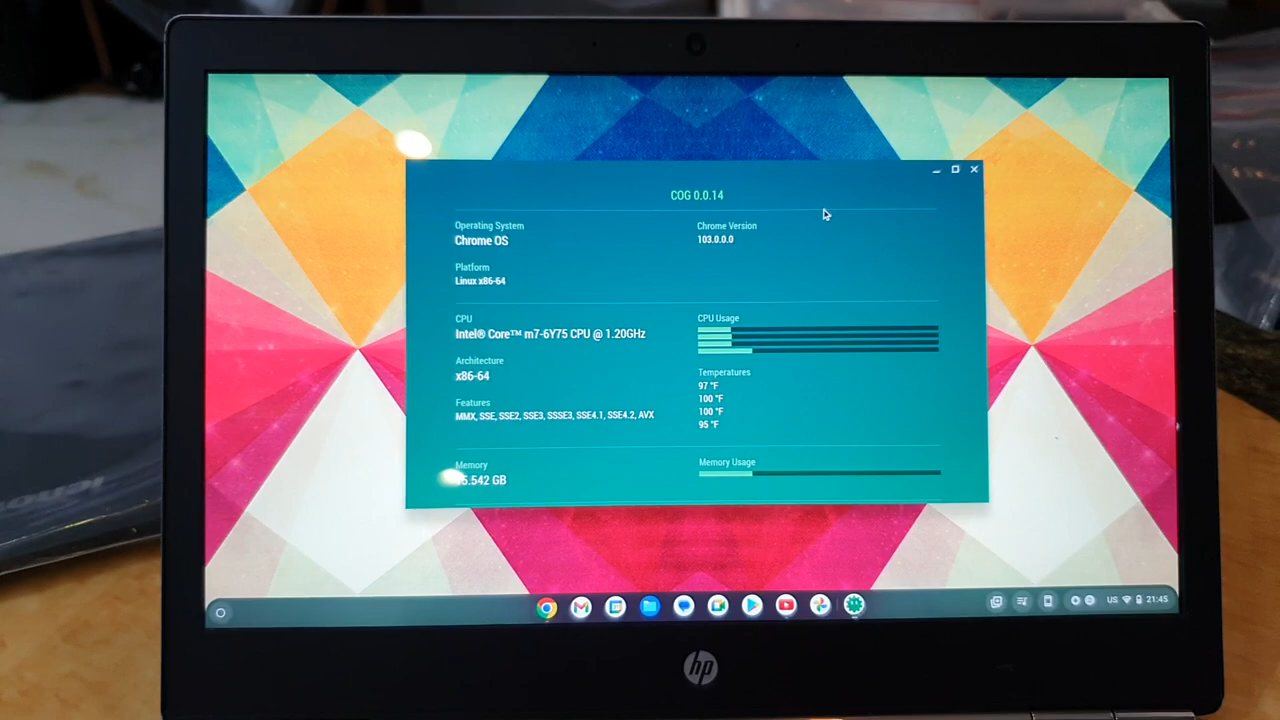 COG 0.0.14
Operating System
Chrome OS
Chrome Version
103.0.0.0
Platform
Linux x86-64
CPU
Intel® Core™ m7-6Y75 CPU @ 1.20GHz
CPU Usage
Architecture
x86-64
Temperatures
97 °F
100 °F
100 °F
95 °F
Features
MMX, SSE, SSE2, SSE3, SSSE3, SSE4.1, SSE4.2, AVX
Memory
5.542 GB
Memory Usage
US 21:45
hp